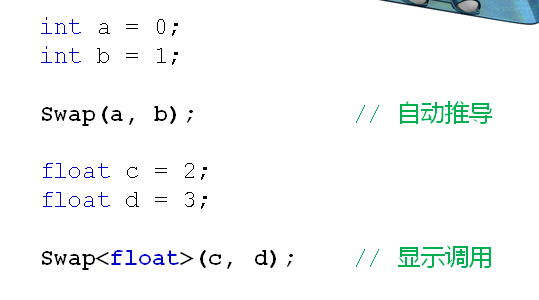 int a = 0;
int b = 1;
Swap(a, b); // 自动推导
float c = 2;
float d = 3;
Swap<float>(c, d); // 显示调用